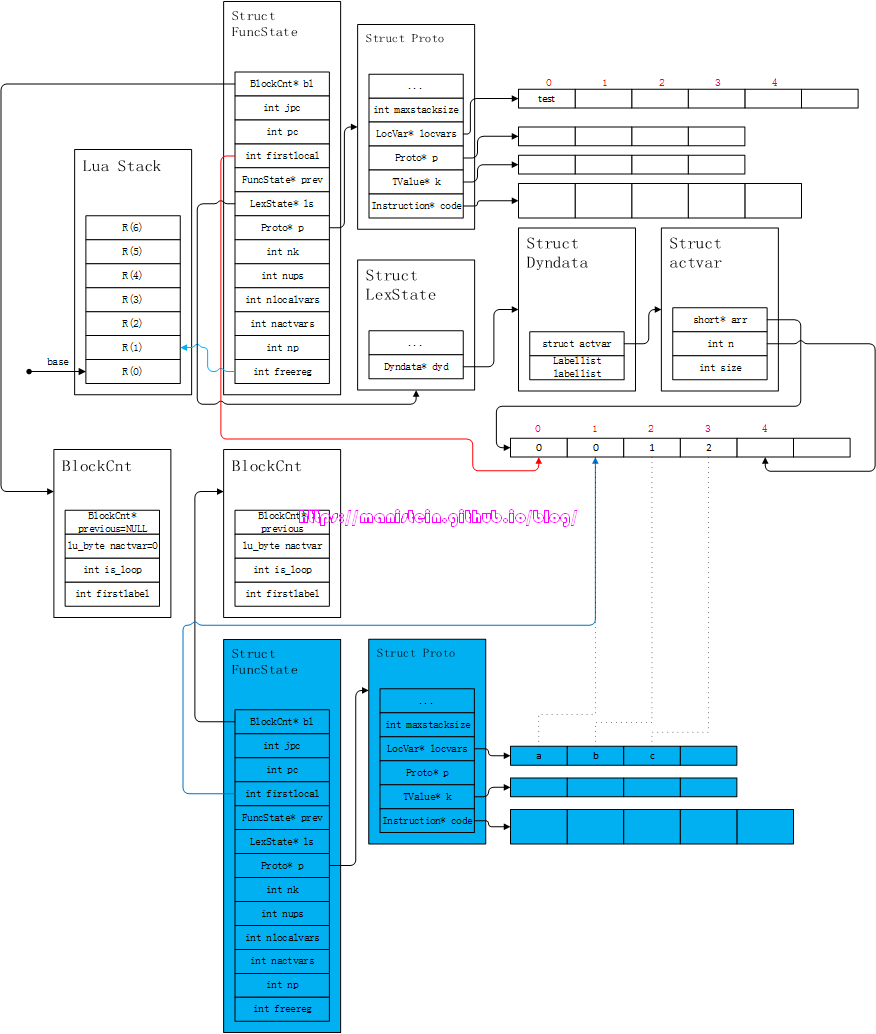 Struct
FuncState
BlockCnt* bl
int jpc
int pc
int firstlocal
FuncState* prev
LexState* ls
Proto* p
int nk
int nups
int nlocalvars
int nactvars
int np
int freereg
Struct Proto
...
int maxstacksize
LocVar* locvars
Proto* p
TValue* k
Instruction* code
0 1 2 3 4
test
Lua Stack
R(6)
R(5)
R(4)
R(3)
R(2)
R(1)
R(0)
base
Struct
LexState
...
Dyndata* dyd
Struct
Dyndata
struct actvar
Labellist
labellist
Struct
actvar
short* arr
int n
int size
0 1 2 3 4
0 0 1 2
BlockCnt
BlockCnt*
previous=NULL
lu_byte nactvar=0
int is_loop
int firstlabel
BlockCnt
BlockCnt*
previous
lu_byte nactvar
int is_loop
int firstlabel
https://manistein.github.io/blog/
Struct
FuncState
BlockCnt* bl
int jpc
int pc
int firstlocal
FuncState* prev
LexState* ls
Proto* p
int nk
int nups
int nlocalvars
int nactvars
int np
int freereg
Struct Proto
...
int maxstacksize
LocVar* locvars
Proto* p
TValue* k
Instruction* code
a b c